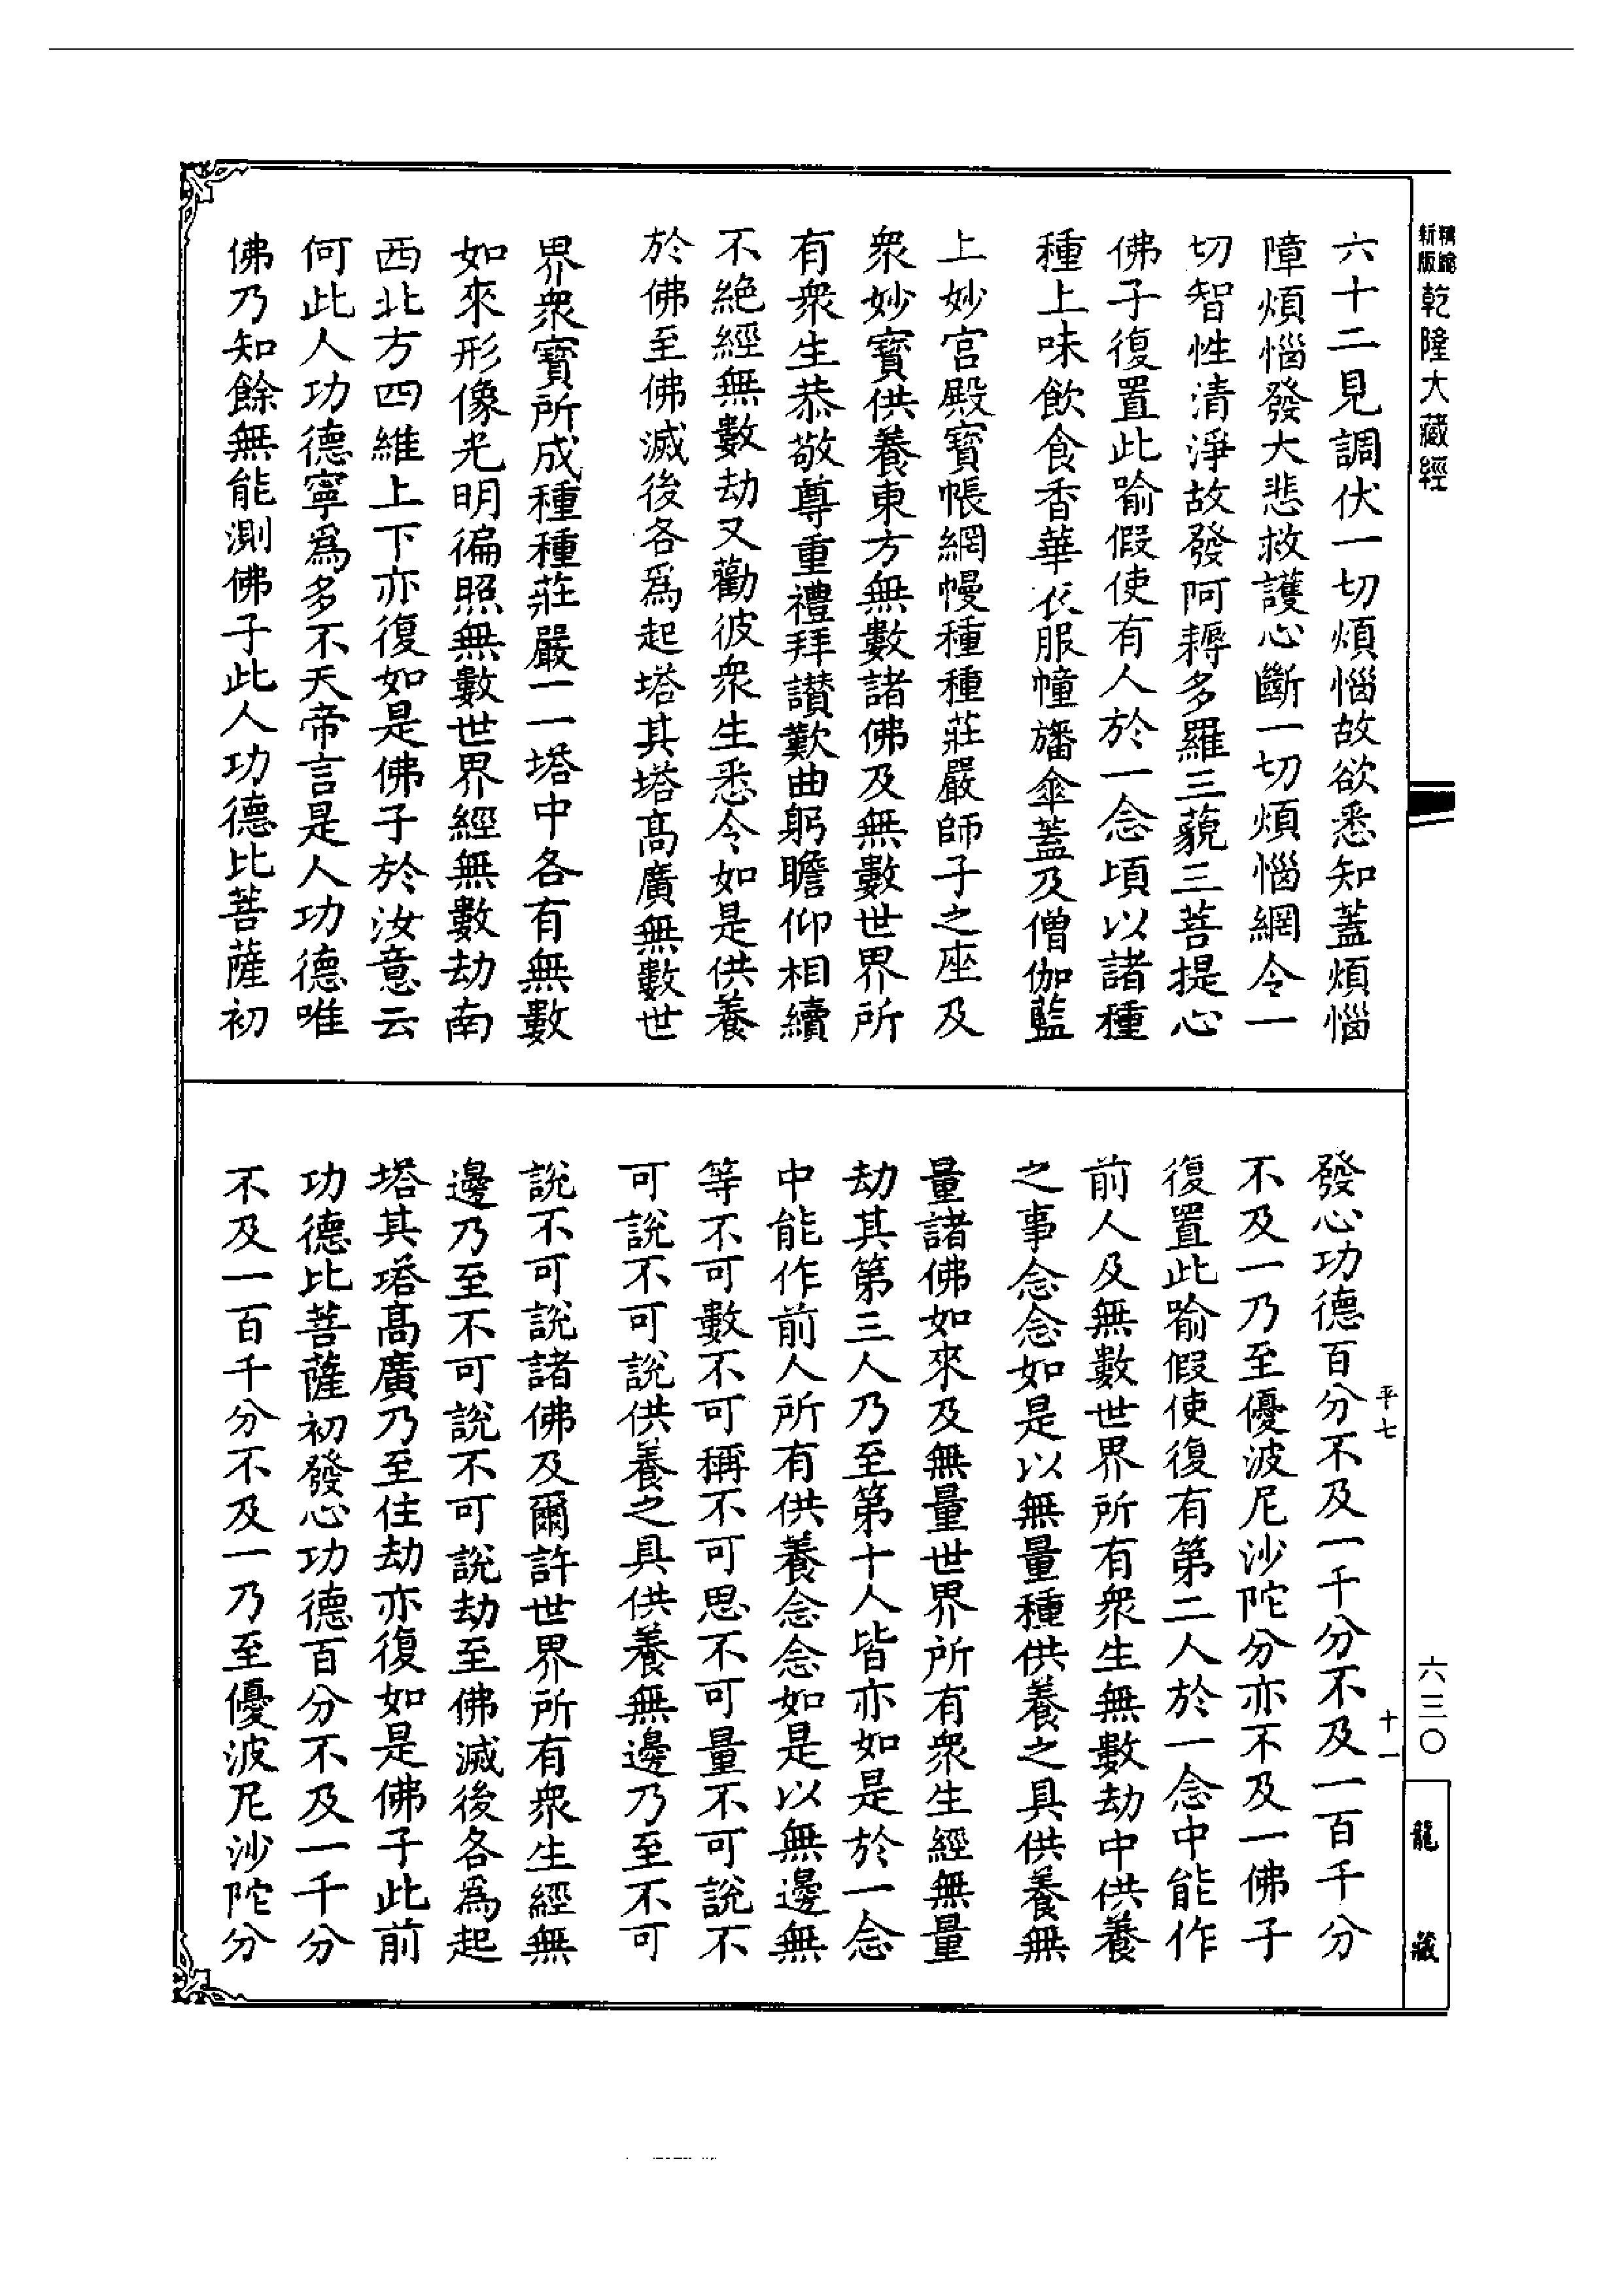 新版
乾隆大藏經
六十二見調伏一切煩惱故欲悉知蓋煩惱
障煩惱發大悲救護心斷一切煩惱網令一
切智性清淨故發阿耨多羅三藐三菩提心
佛子復置此喻假使有人於一念頃以諸種
種上味飲食香華衣服幢旛傘蓋及僧伽藍
上妙宮殿寶帳網幔種種莊嚴師子之座及
衆妙寶供養東方無數諸佛及無數世界所
有衆生恭敬尊重禮拜讃歎曲躬瞻仰相續
不絶經無數劫又勸彼衆生悉令如是供養
於佛至佛滅後各爲起塔其塔高廣無數世
界衆寶所成種種莊嚴一一塔中各有無數
如來形像光明徧照無數世界經無數劫南
西北方四維上下亦復如是佛子於汝意云
何此人功德寧爲多不天帝言是人功德唯
佛乃知餘無能測佛子此人功德比菩薩初
發心功德百分不及一千分不及一百千分
不及一乃至優波尼沙陀分亦不及一佛子
復置此喻假使復有第二人於一念中能作
前人及無數世界所有衆生無數劫中供養
之事念念如是以無量種供養之具供養無
量諸佛如來及無量世界所有衆生經無量
劫其第三人乃至第十人皆亦如是於一念
中能作前人所有供養念念如是以無邊無
等不可數不可稱不可思不可量不可說不
可說不可說供養之具供養無邊乃至不可
說不可說諸佛及爾許世界所有衆生經無
邊乃至不可說不可說劫至佛滅後各爲起
塔其塔高廣乃至住劫亦復如是佛子此前
功德比菩薩初發心功德百分不及一千分
不及一百千分不及一乃至優波尼沙陀分
平七
十一
六三〇
龍藏